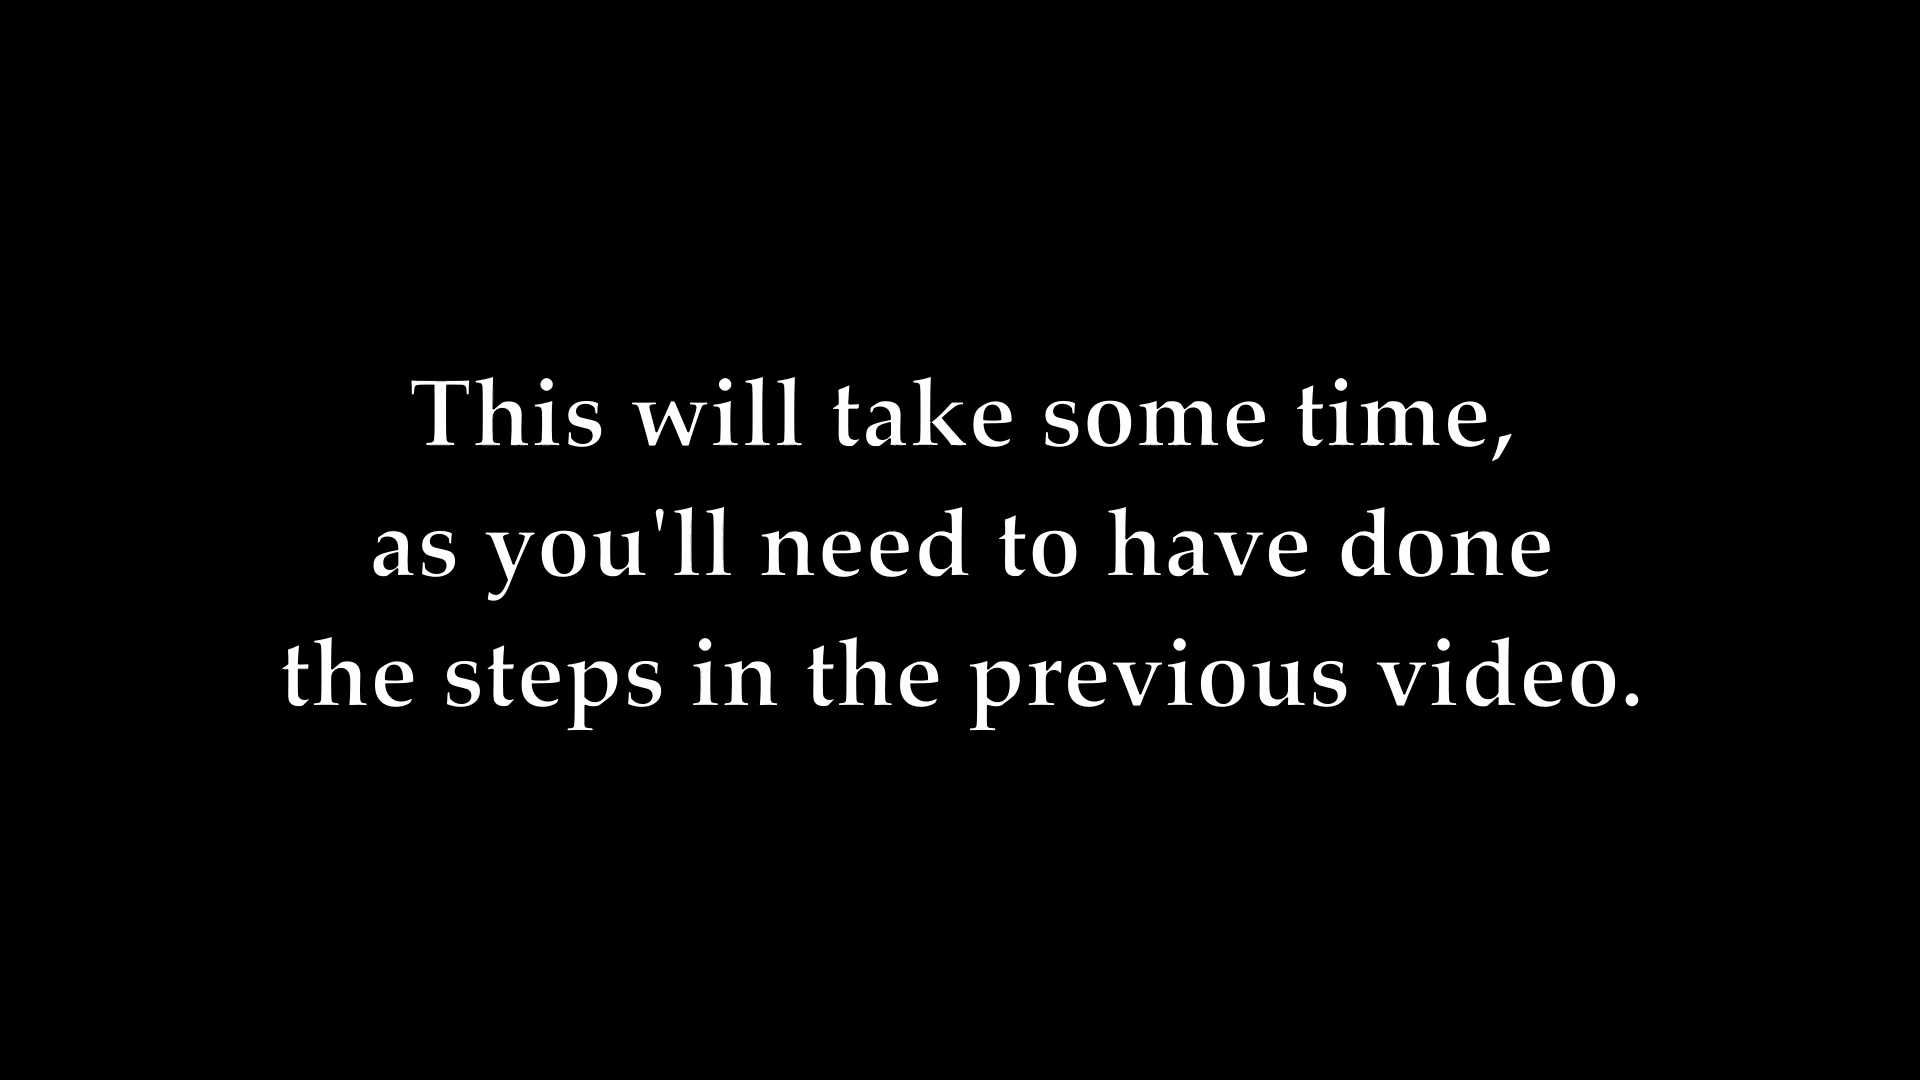 This will take some time,
as you'll need to have done
the steps in the previous video.